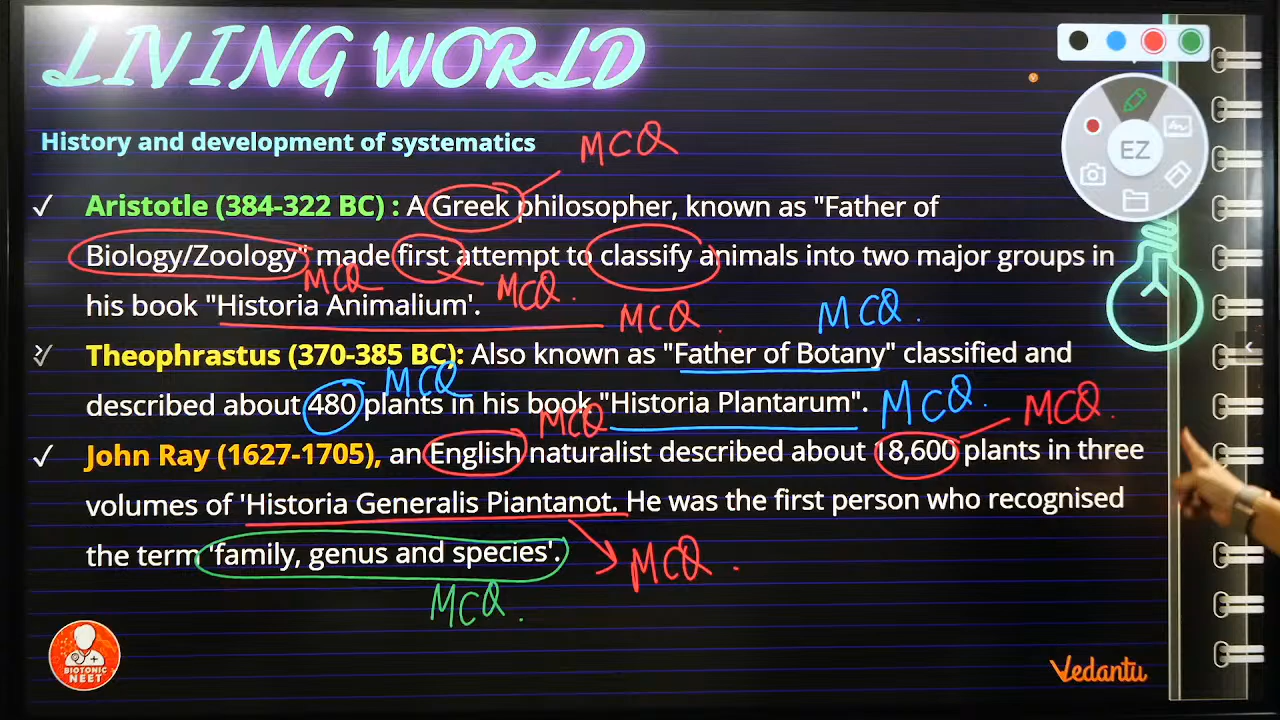 LIVING WORLD
EZ
History and development of systematics
MCQ
Aristotle (384-322 BC) : A Greek philosopher, known as "Father of
Biology/Zoology" made first attempt to classify animals into two major groups in
MCQ
MCQ.
his book "Historia Animalium'.
MCQ.
MCQ.
Theophrastus (370-385 BC): Also known as "Father of Botany" classified and
MCQ
described about 480 plants in his book "Historia Plantarum".
MCQ.
MCQ.
MCQ
John Ray (1627-1705), an English naturalist described about 18,600 plants in three
volumes of 'Historia Generalis Piantanot. He was the first person who recognised
the term 'family, genus and species'.
MCQ.
MCQ.
BIOTONIC
NEET
Vedantu